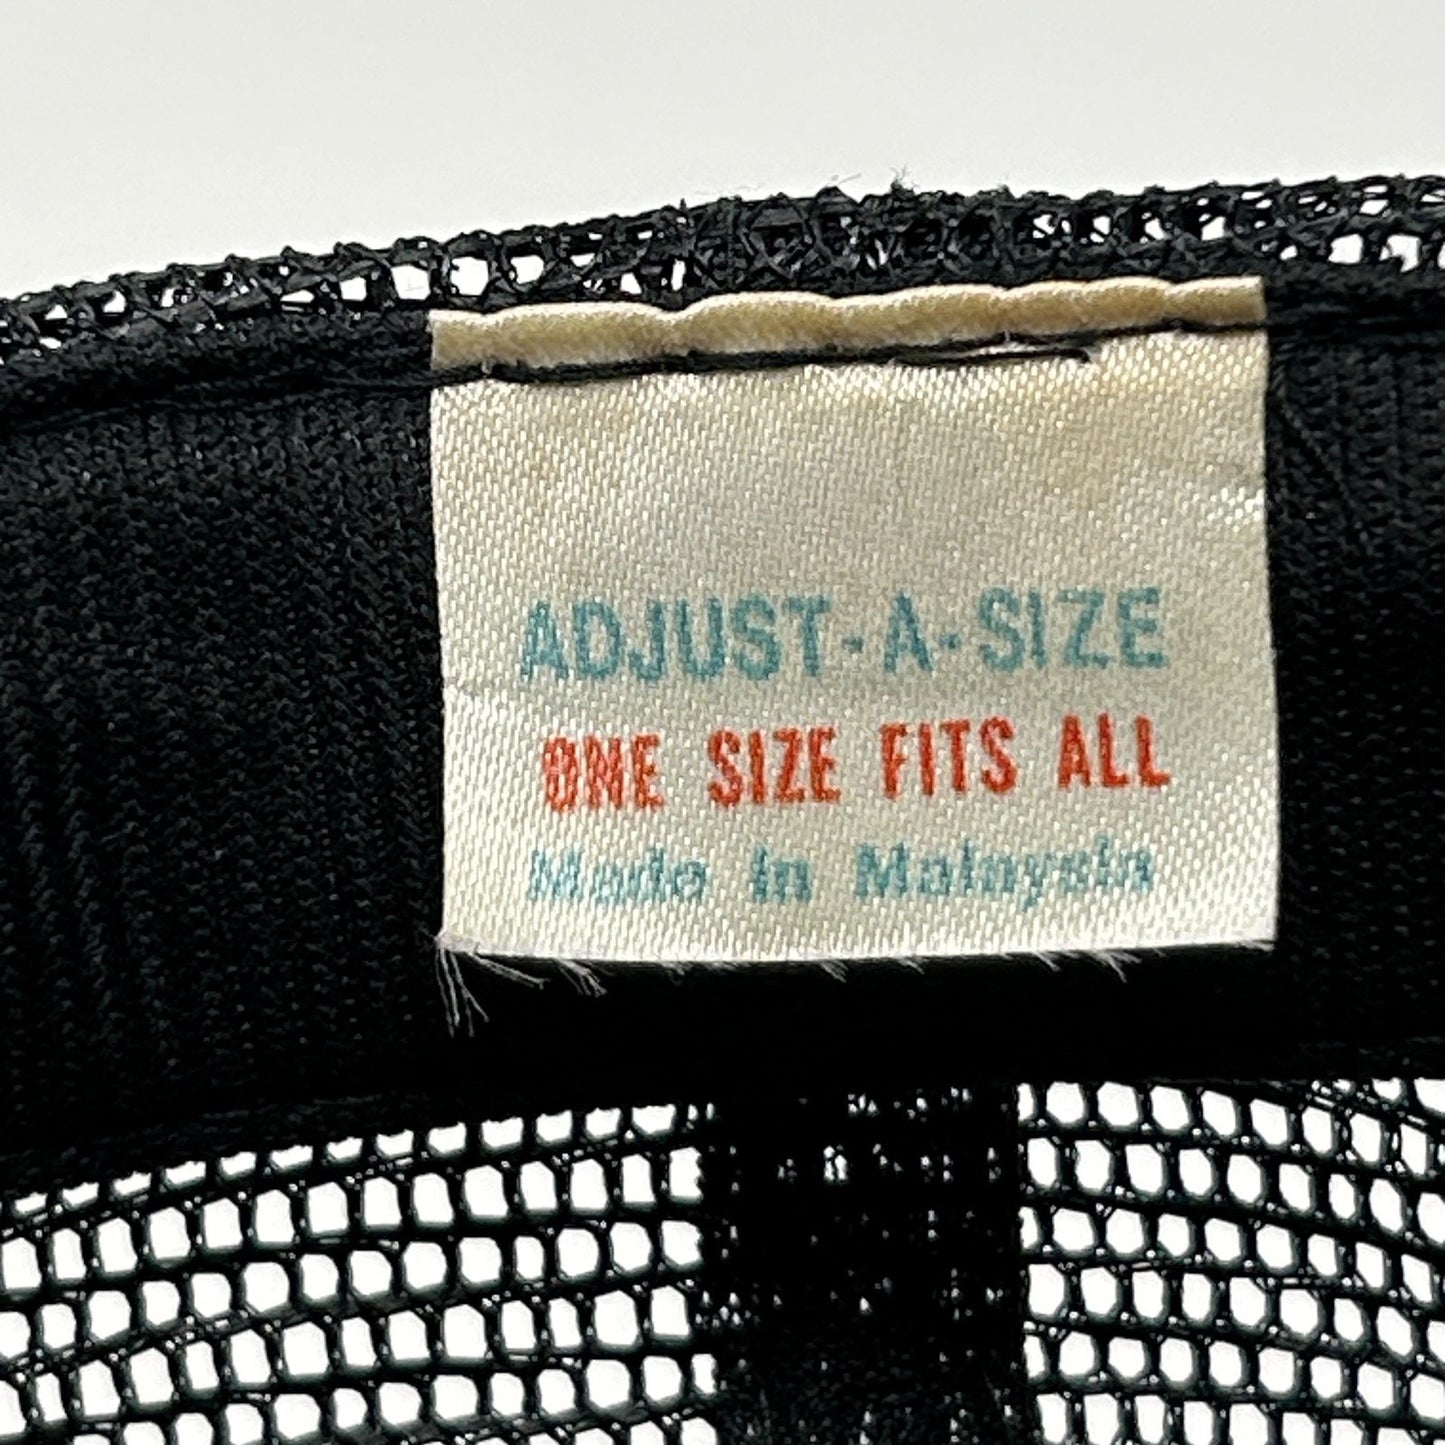 ADJUST-A-SIZE
ONE SIZE FITS ALL
Made in Malaysia